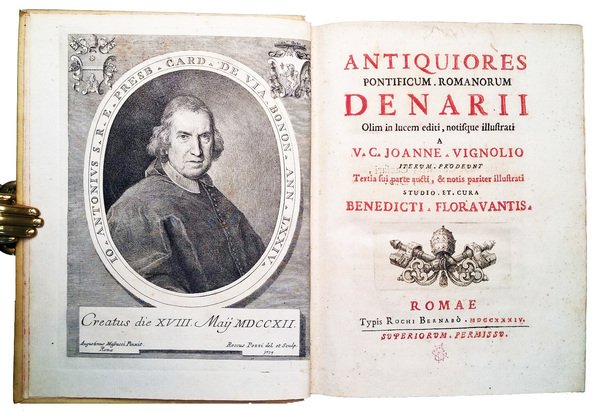 IO. ANTONIUS S. R. E. PRESB. CARD. DE VIA BONON. ANN. LXXIV.
Creatus die XVIII. Maij MDCCXII.
Augustinus Masucci Pinxit
Romæ
Roccus Pozzi del. et Sculp.
1734
ANTIQUIORES
PONTIFICUM . ROMANORUM
DENARII
Olim in lucem editi, notisque illustrati
A
V. C. JOANNE . VIGNOLIO
ITERUM . PRODEUNT
Tertia sui parte aucti, & notis pariter illustrati
STUDIO . ET . CURA
BENEDICTI . FLORAVANTIS.
ROMAE
Typis ROCHI BERNABÒ . MDCCXXXIV.
SUPERIORUM . PERMISSU.